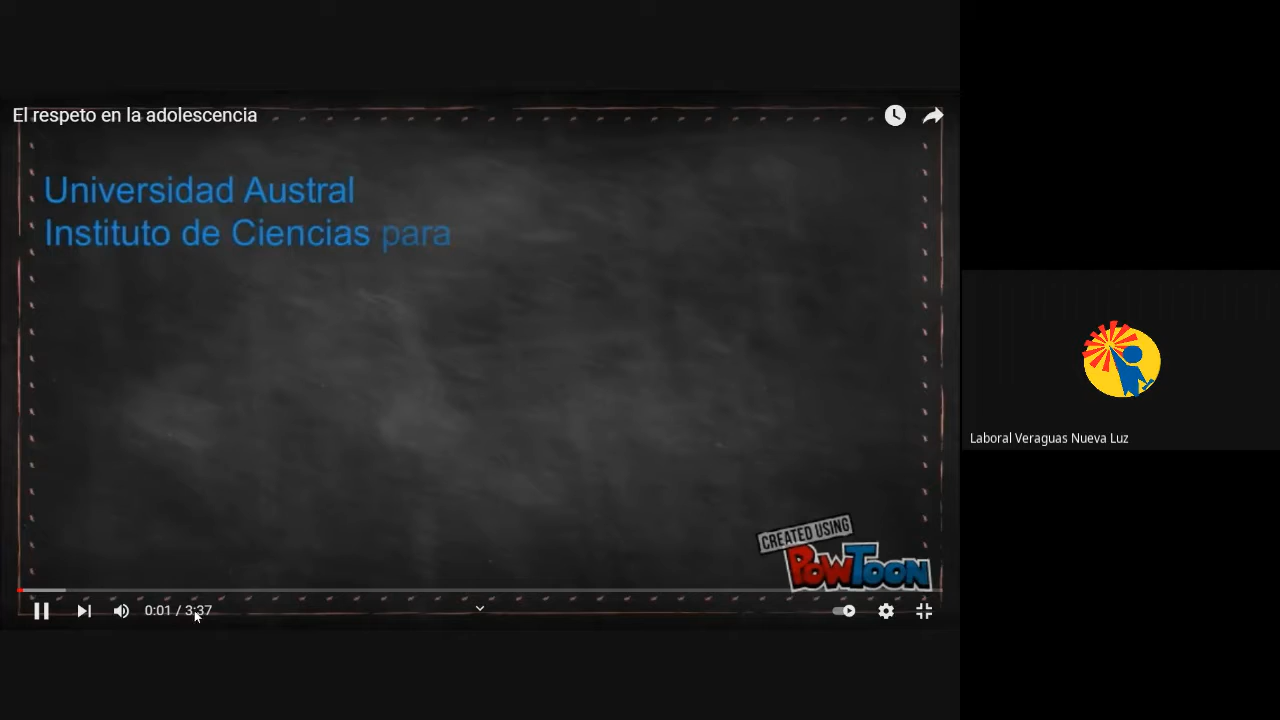 El respeto en la adolescencia
Universidad Austral
Instituto de Ciencias para
CREATED USING
POWTOON
0:01 / 3:37
Laboral Veraguas Nueva Luz